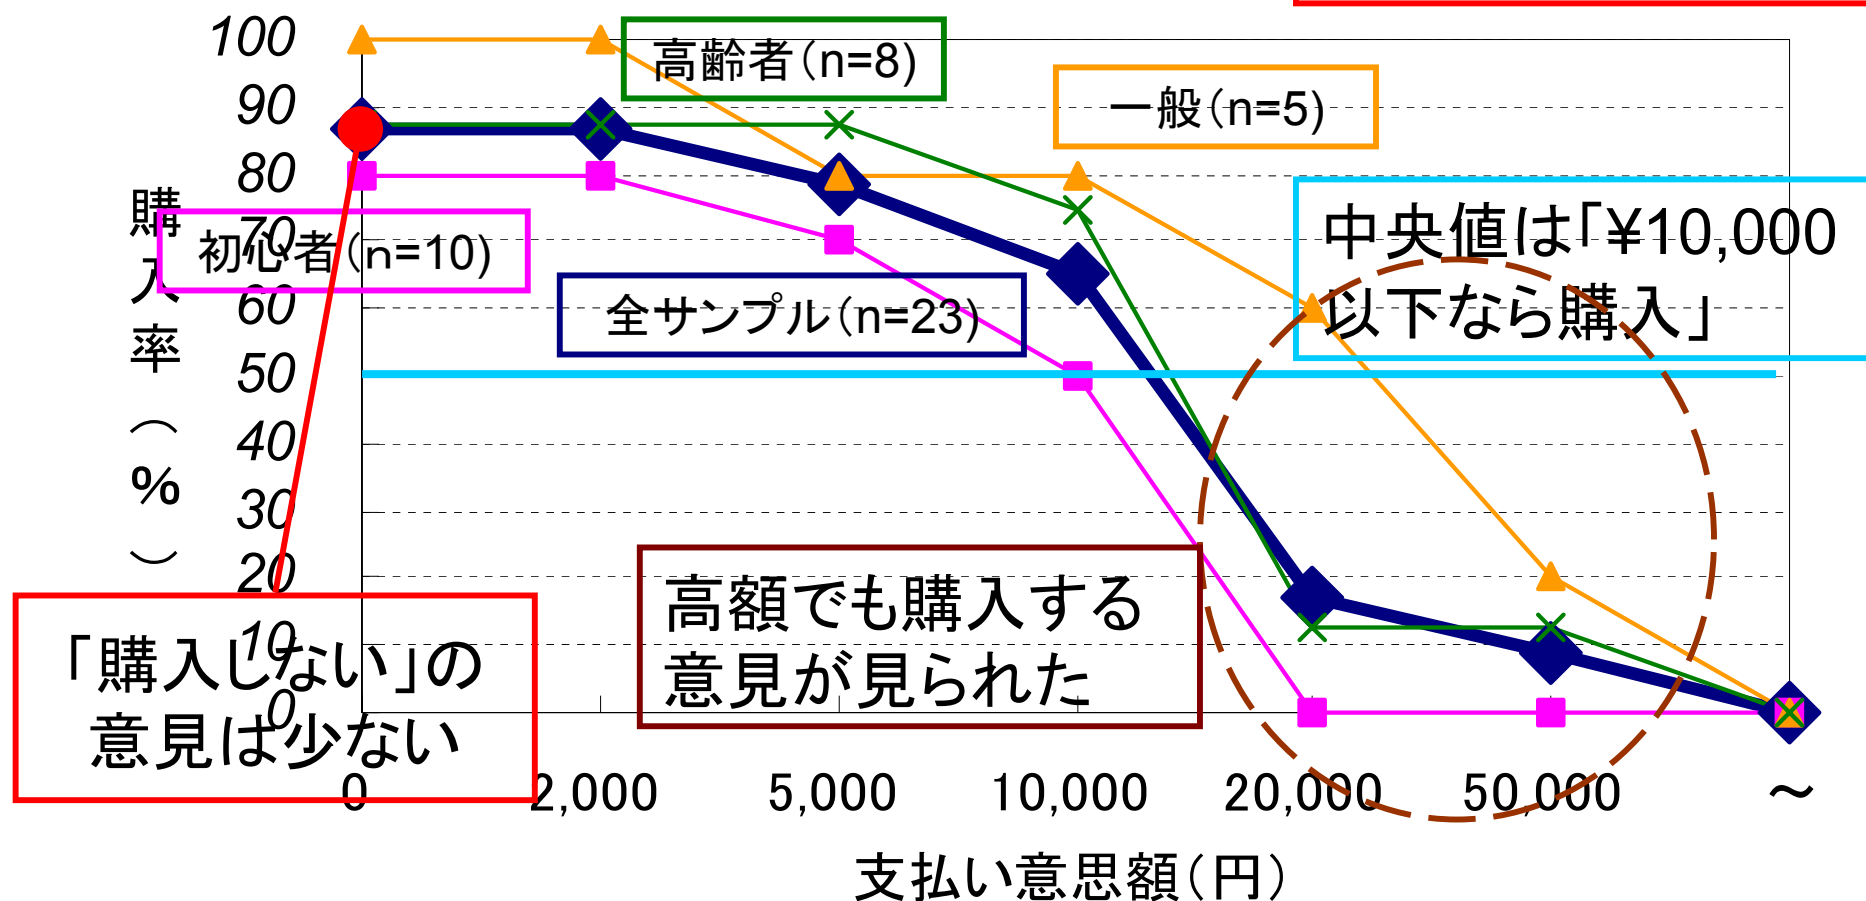 100
90
80
70
60
50
40
30
20
10
0
購入率（%）
高齢者（n=8）
一般（n=5）
初心者（n=10）
全サンプル（n=23）
中央値は「¥10,000
以下なら購入」
高額でも購入する
意見が見られた
「購入しない」の
意見は少ない
0
2,000
5,000
10,000
20,000
50,000
～
支払い意思額（円）